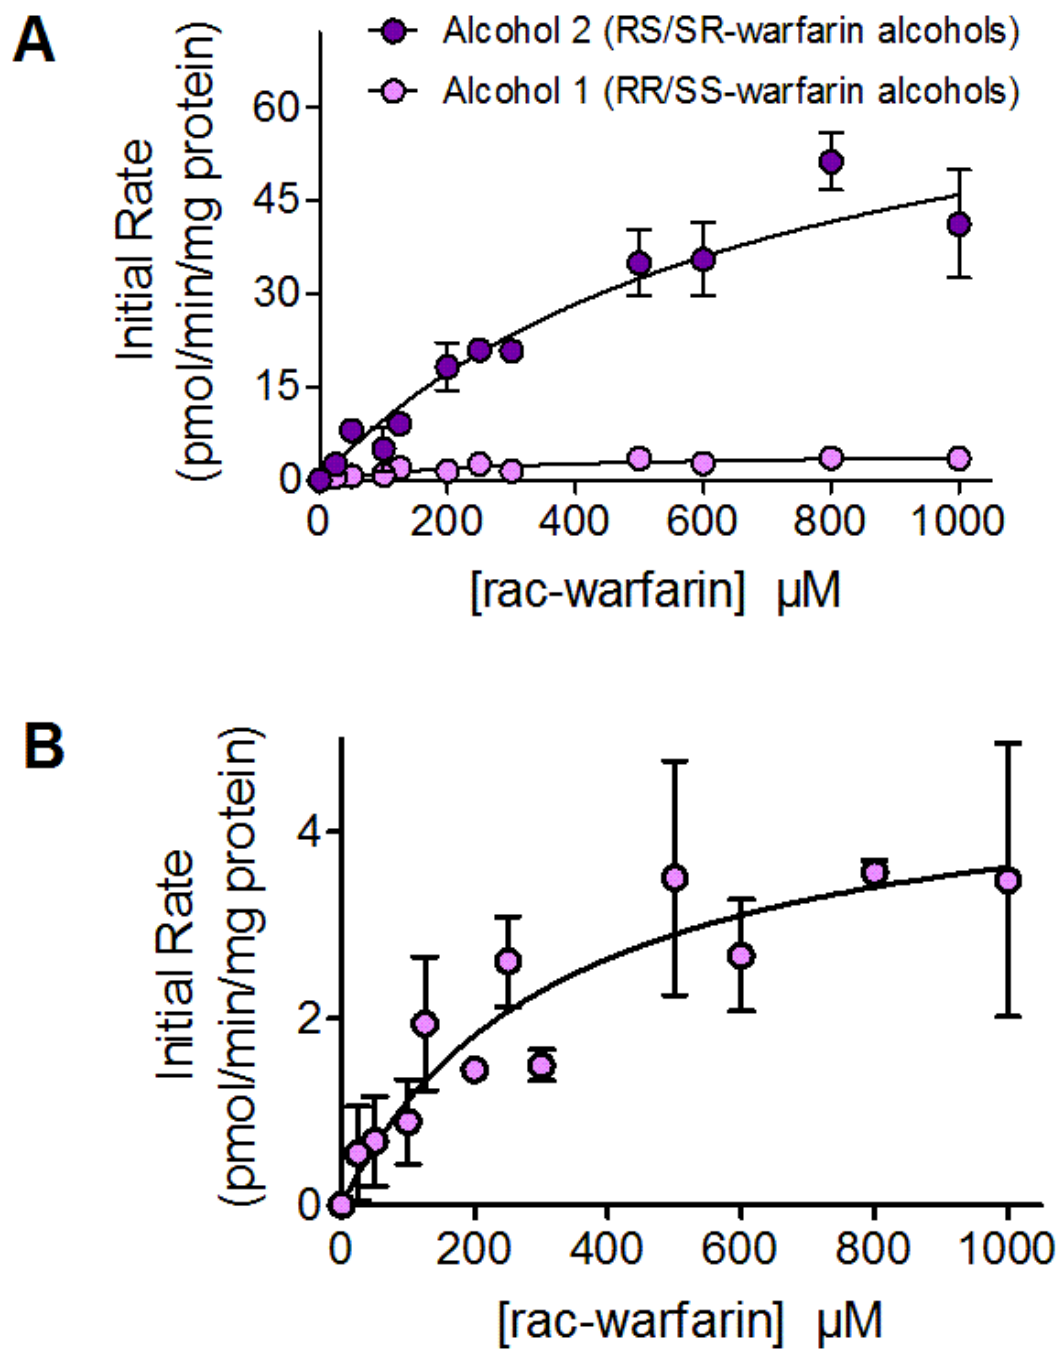 A
Alcohol 2 (RS/SR-warfarin alcohols)
Alcohol 1 (RR/SS-warfarin alcohols)
Initial Rate
(pmol/min/mg protein)
60
45
30
15
0
0 200 400 600 800 1000
[rac-warfarin] µM
B
Initial Rate
(pmol/min/mg protein)
4
2
0
0 200 400 600 800 1000
[rac-warfarin] µM